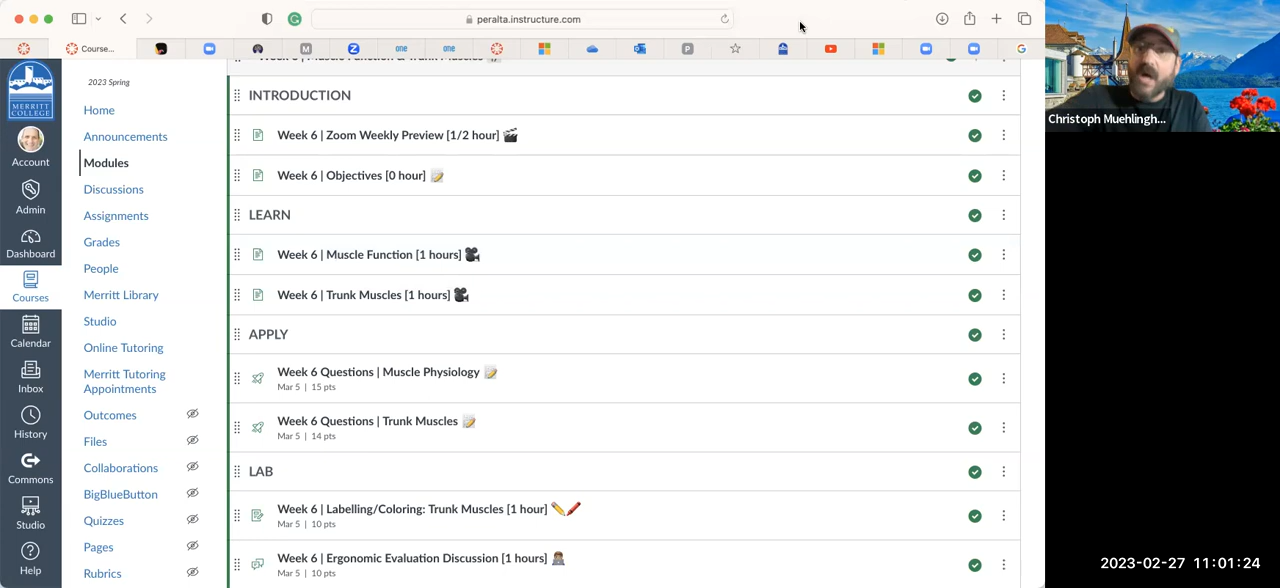 peralta.instructure.com
Course...
MERRITT
COLLEGE
Account
Admin
Dashboard
Courses
Calendar
Inbox
History
Commons
Studio
Help
2023 Spring
Home
Announcements
Modules
Discussions
Assignments
Grades
People
Merritt Library
Studio
Online Tutoring
Merritt Tutoring
Appointments
Outcomes
Files
Collaborations
BigBlueButton
Quizzes
Pages
Rubrics
INTRODUCTION
Week 6 | Zoom Weekly Preview [1/2 hour] 🎬
Week 6 | Objectives [0 hour] 📝
LEARN
Week 6 | Muscle Function [1 hours] 🎥
Week 6 | Trunk Muscles [1 hours] 🎥
APPLY
Week 6 Questions | Muscle Physiology 📝
Mar 5 | 15 pts
Week 6 Questions | Trunk Muscles 📝
Mar 5 | 14 pts
LAB
Week 6 | Labelling/Coloring: Trunk Muscles [1 hour] ✏️🖍️
Mar 5 | 10 pts
Week 6 | Ergonomic Evaluation Discussion [1 hours]
Mar 5 | 10 pts
Christoph Muehlingh...
2023-02-27 11:01:24